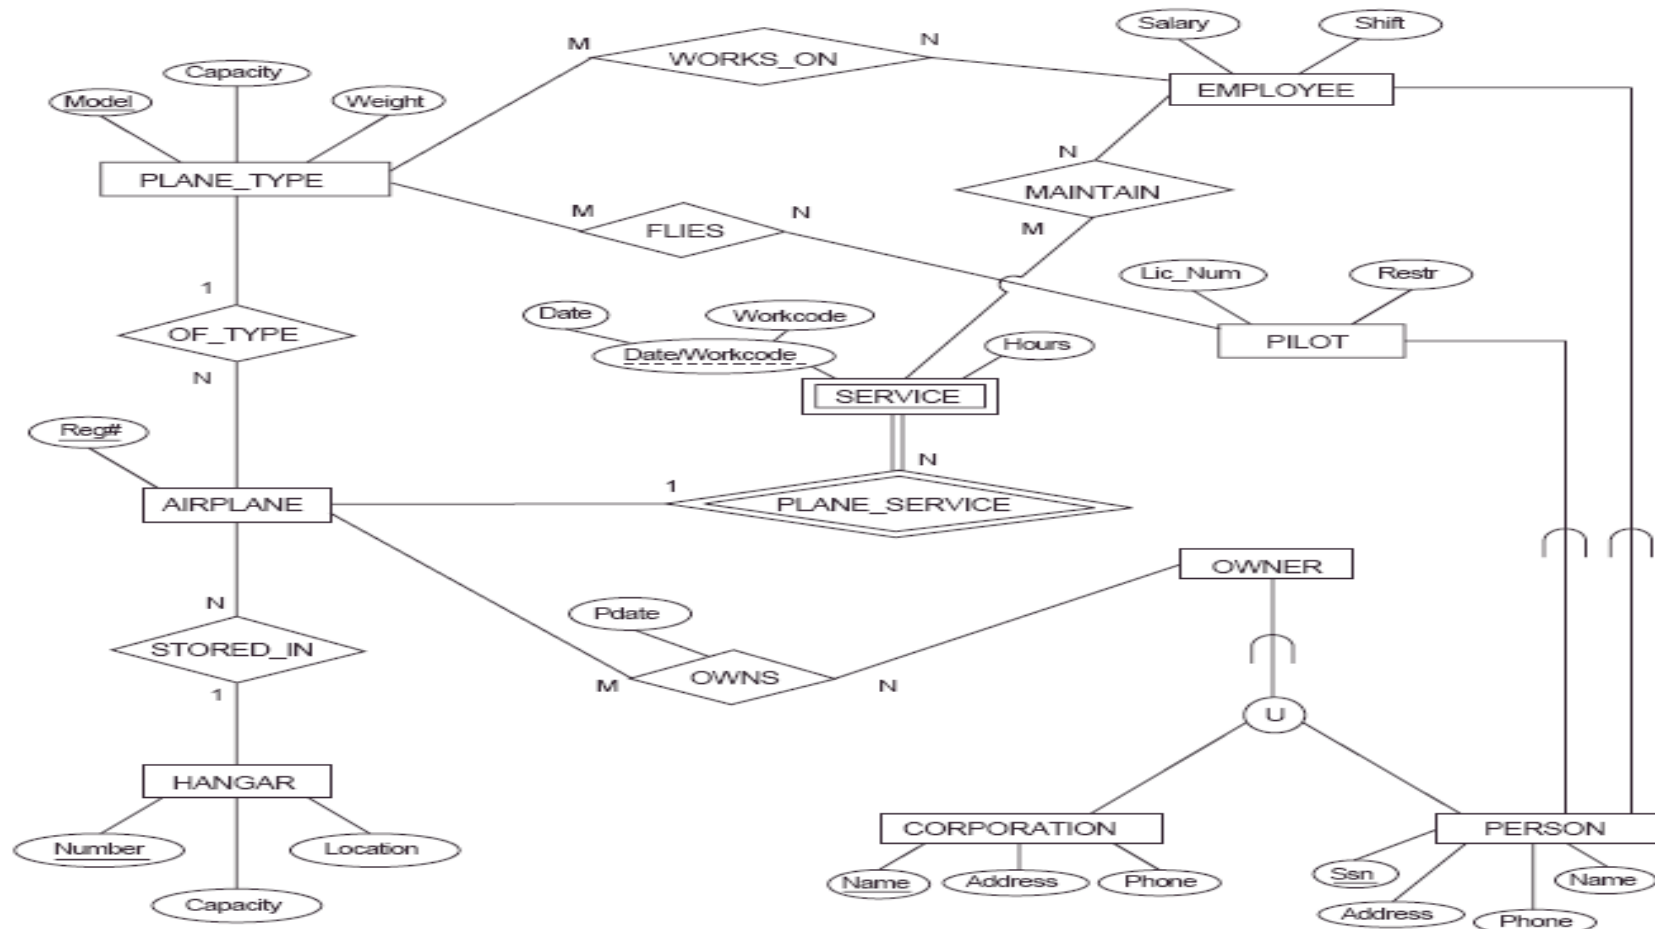 Salary
Shift
M
WORKS_ON
N
Capacity
Model
Weight
EMPLOYEE
N
PLANE_TYPE
MAINTAIN
M
FLIES
N
M
Lic_Num
Restr
1
Date
Workcode
OF_TYPE
Date/Workcode
Hours
PILOT
N
SERVICE
Reg#
N
1
AIRPLANE
PLANE_SERVICE
OWNER
N
Pdate
STORED_IN
OWNS
M
N
1
U
HANGAR
CORPORATION
PERSON
Number
Location
Ssn
Name
Address
Phone
Name
Capacity
Address
Phone